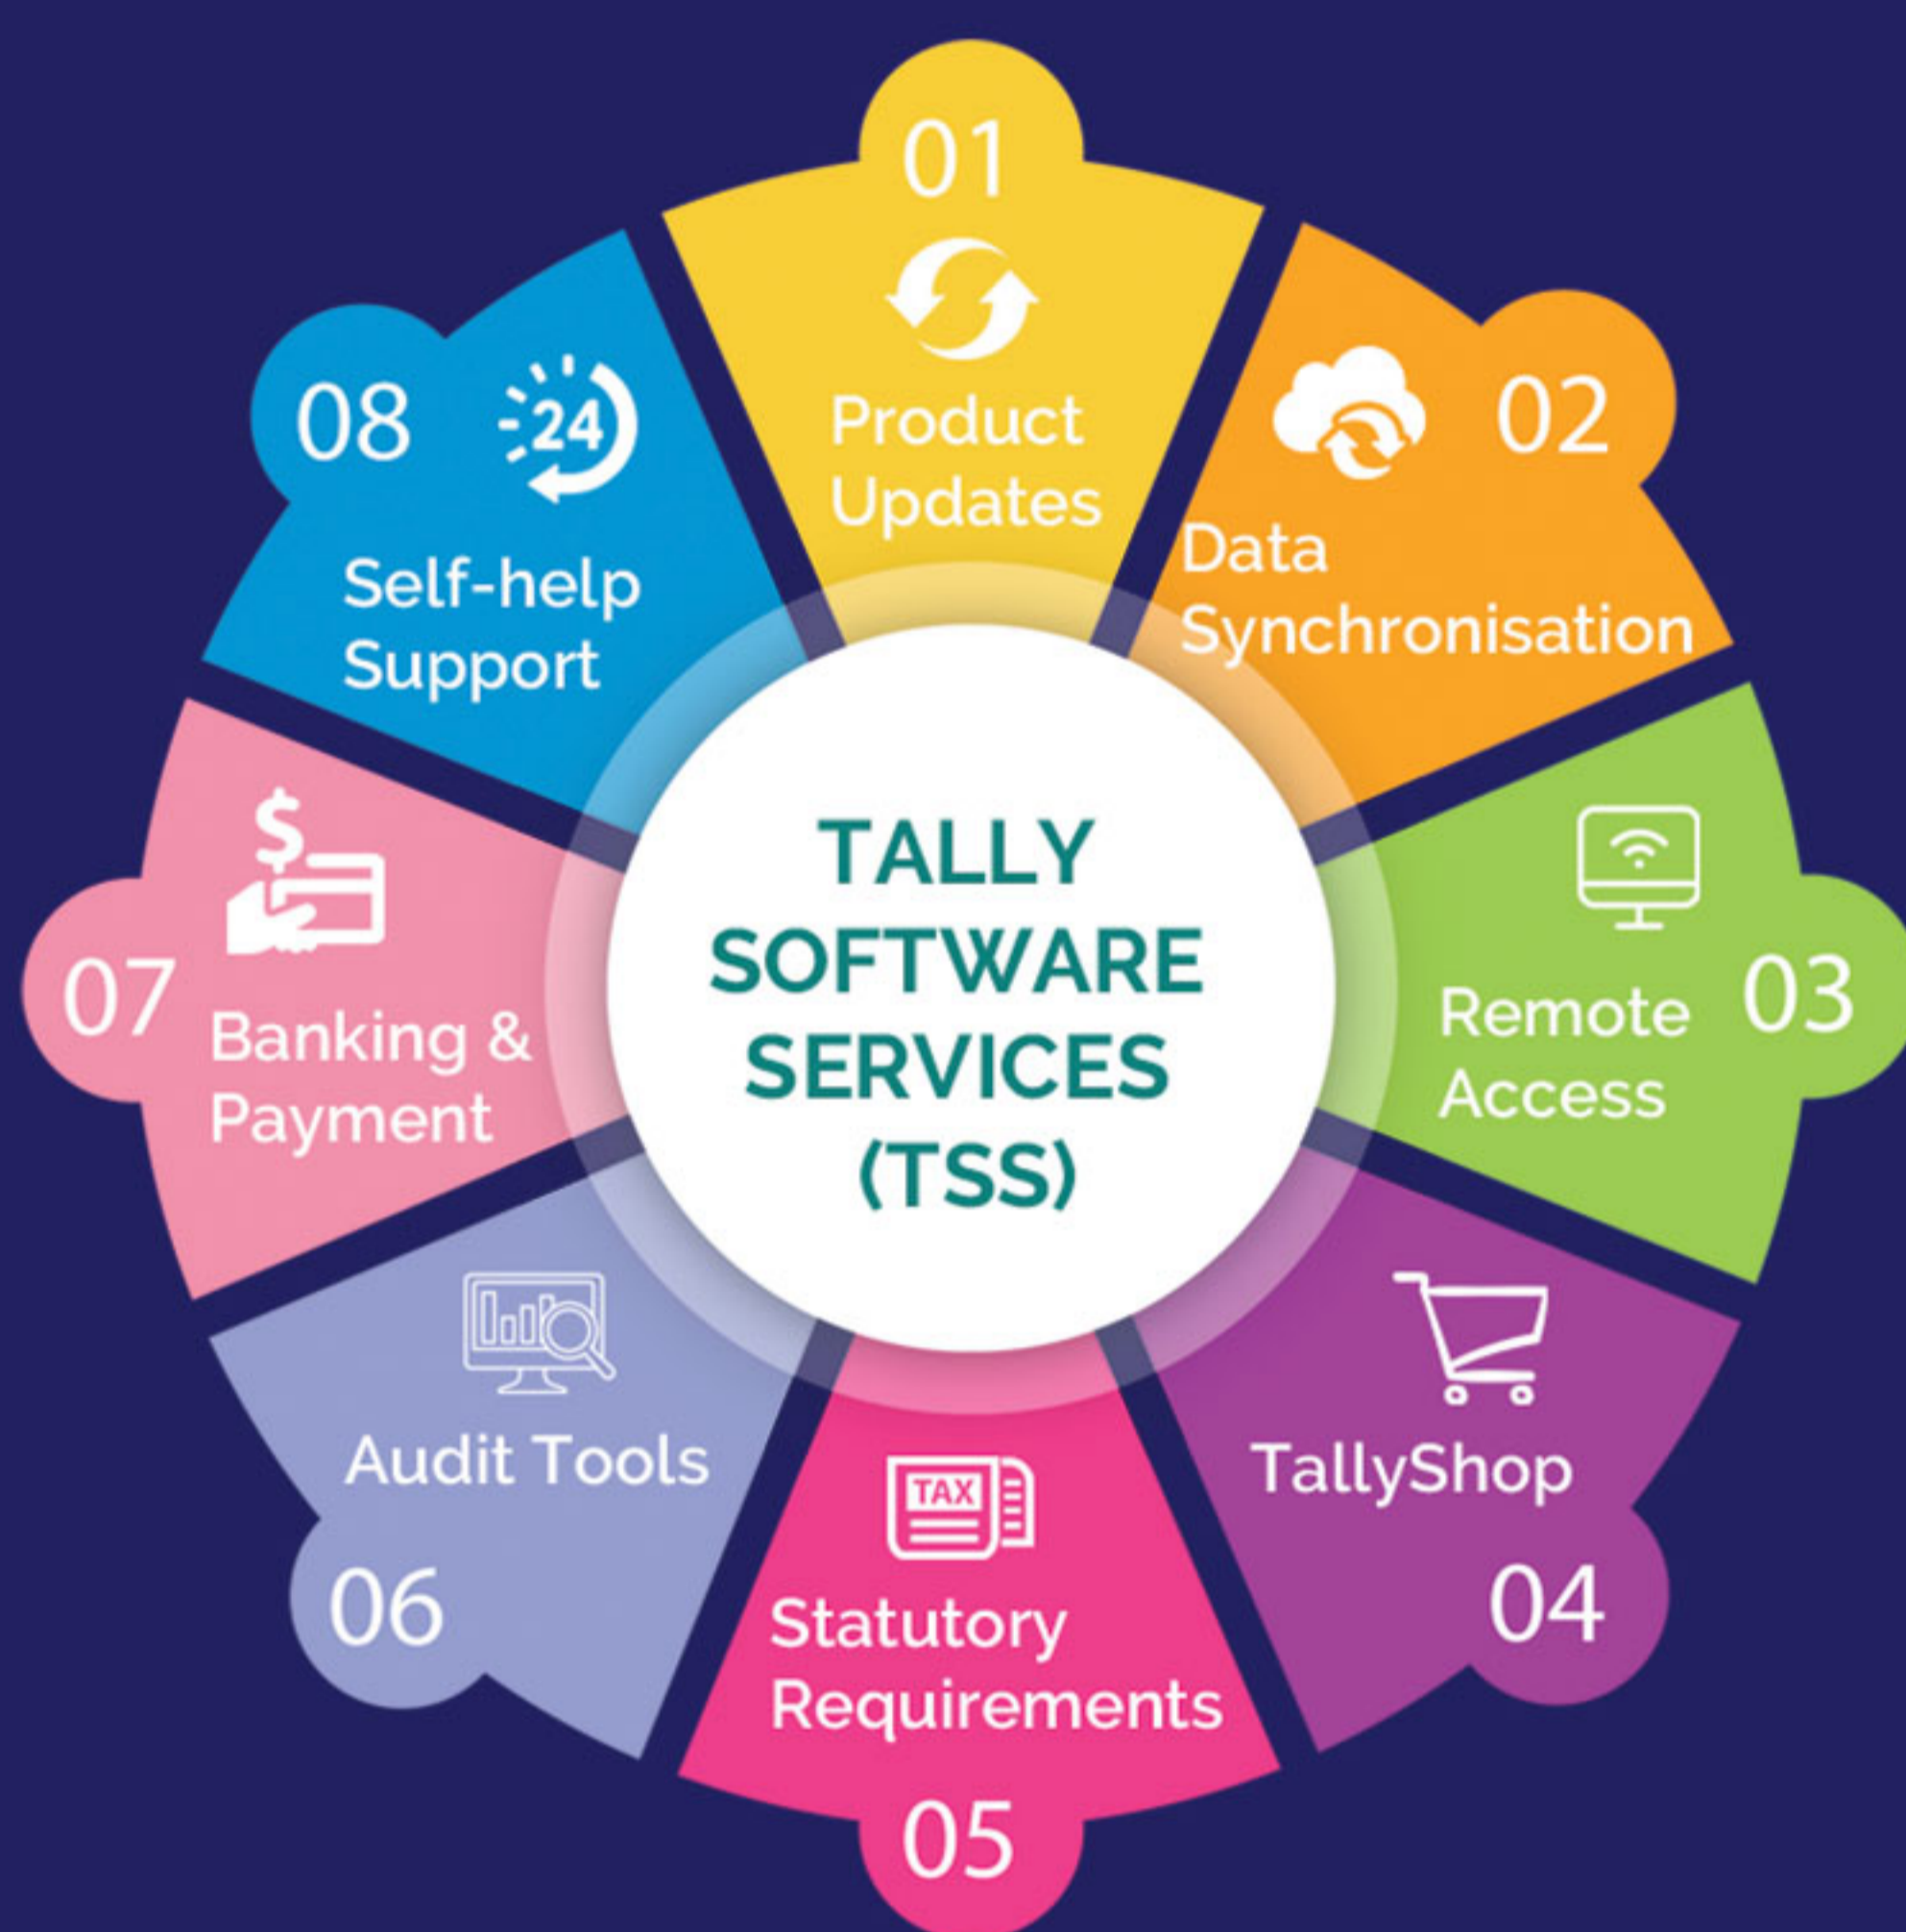 01
Product
Updates
02
Data
Synchronisation
03
Remote
Access
04
TallyShop
05
TAX
Statutory
Requirements
06
Audit Tools
07
$
Banking &
Payment
08
24
Self-help
Support
TALLY
SOFTWARE
SERVICES
(TSS)